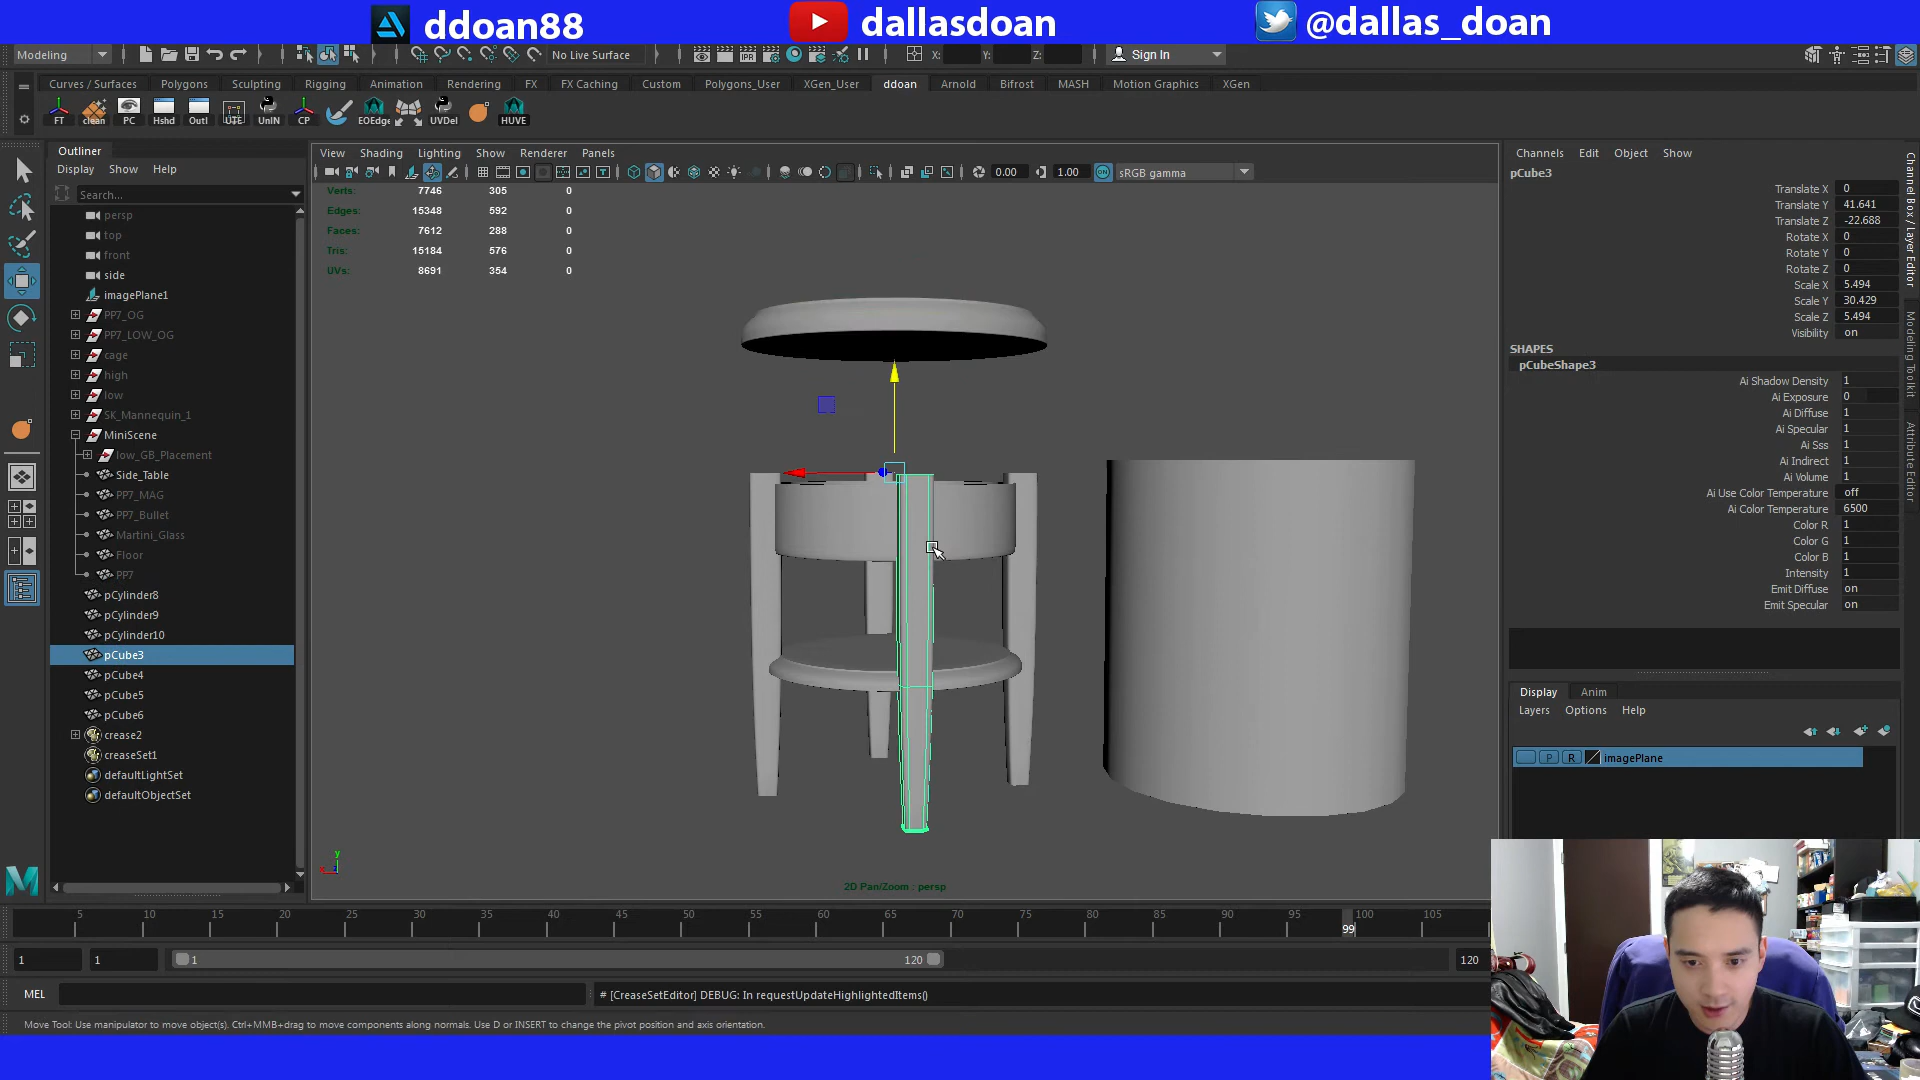 ddoan88
dallasdoan
@dallas_doan
Modeling
No Live Surface
X:
Y:
Z:
Sign In
Curves / Surfaces
Polygons
Sculpting
Rigging
Animation
Rendering
FX
FX Caching
Custom
Polygons_User
XGen_User
ddoan
Arnold
Bifrost
MASH
Motion Graphics
XGen
FT
clean
PC
Hshd
Outl
UTE
UnIN
CP
EOEdge
UVDel
HUVE
Outliner
Display
Show
Help
Search...
persp
top
front
side
imagePlane1
PP7_OG
PP7_LOW_OG
cage
high
low
SK_Mannequin_1
MiniScene
low_GB_Placement
Side_Table
PP7_MAG
PP7_Bullet
Martini_Glass
Floor
PP7
pCylinder8
pCylinder9
pCylinder10
pCube3
pCube4
pCube5
pCube6
crease2
creaseSet1
defaultLightSet
defaultObjectSet
View
Shading
Lighting
Show
Renderer
Panels
0.00
1.00
ON
sRGB gamma
Verts: 7746 305 0
Edges: 15348 592 0
Faces: 7612 288 0
Tris: 15184 576 0
UVs: 8691 354 0
y
2D Pan/Zoom : persp
Channels
Edit
Object
Show
pCube3
Translate X 0
Translate Y 41.641
Translate Z -22.688
Rotate X 0
Rotate Y 0
Rotate Z 0
Scale X 5.494
Scale Y 30.429
Scale Z 5.494
Visibility on
SHAPES
pCubeShape3
Ai Shadow Density 1
Ai Exposure 0
Ai Diffuse 1
Ai Specular 1
Ai Sss 1
Ai Indirect 1
Ai Volume 1
Ai Use Color Temperature off
Ai Color Temperature 6500
Color R 1
Color G 1
Color B 1
Intensity 1
Emit Diffuse on
Emit Specular on
Display
Anim
Layers
Options
Help
P
R
imagePlane
Channel Box / Layer Editor
Modeling Toolkit
Attribute Editor
5 10 15 20 25 30 35 40 45 50 55 60 65 70 75 80 85 90 95 100 105
99
1
1
1
120
120
MEL
# [CreaseSetEditor] DEBUG: In requestUpdateHighlightedItems()
Move Tool: Use manipulator to move object(s). Ctrl+MMB+drag to move components along normals. Use D or INSERT to change the pivot position and axis orientation.